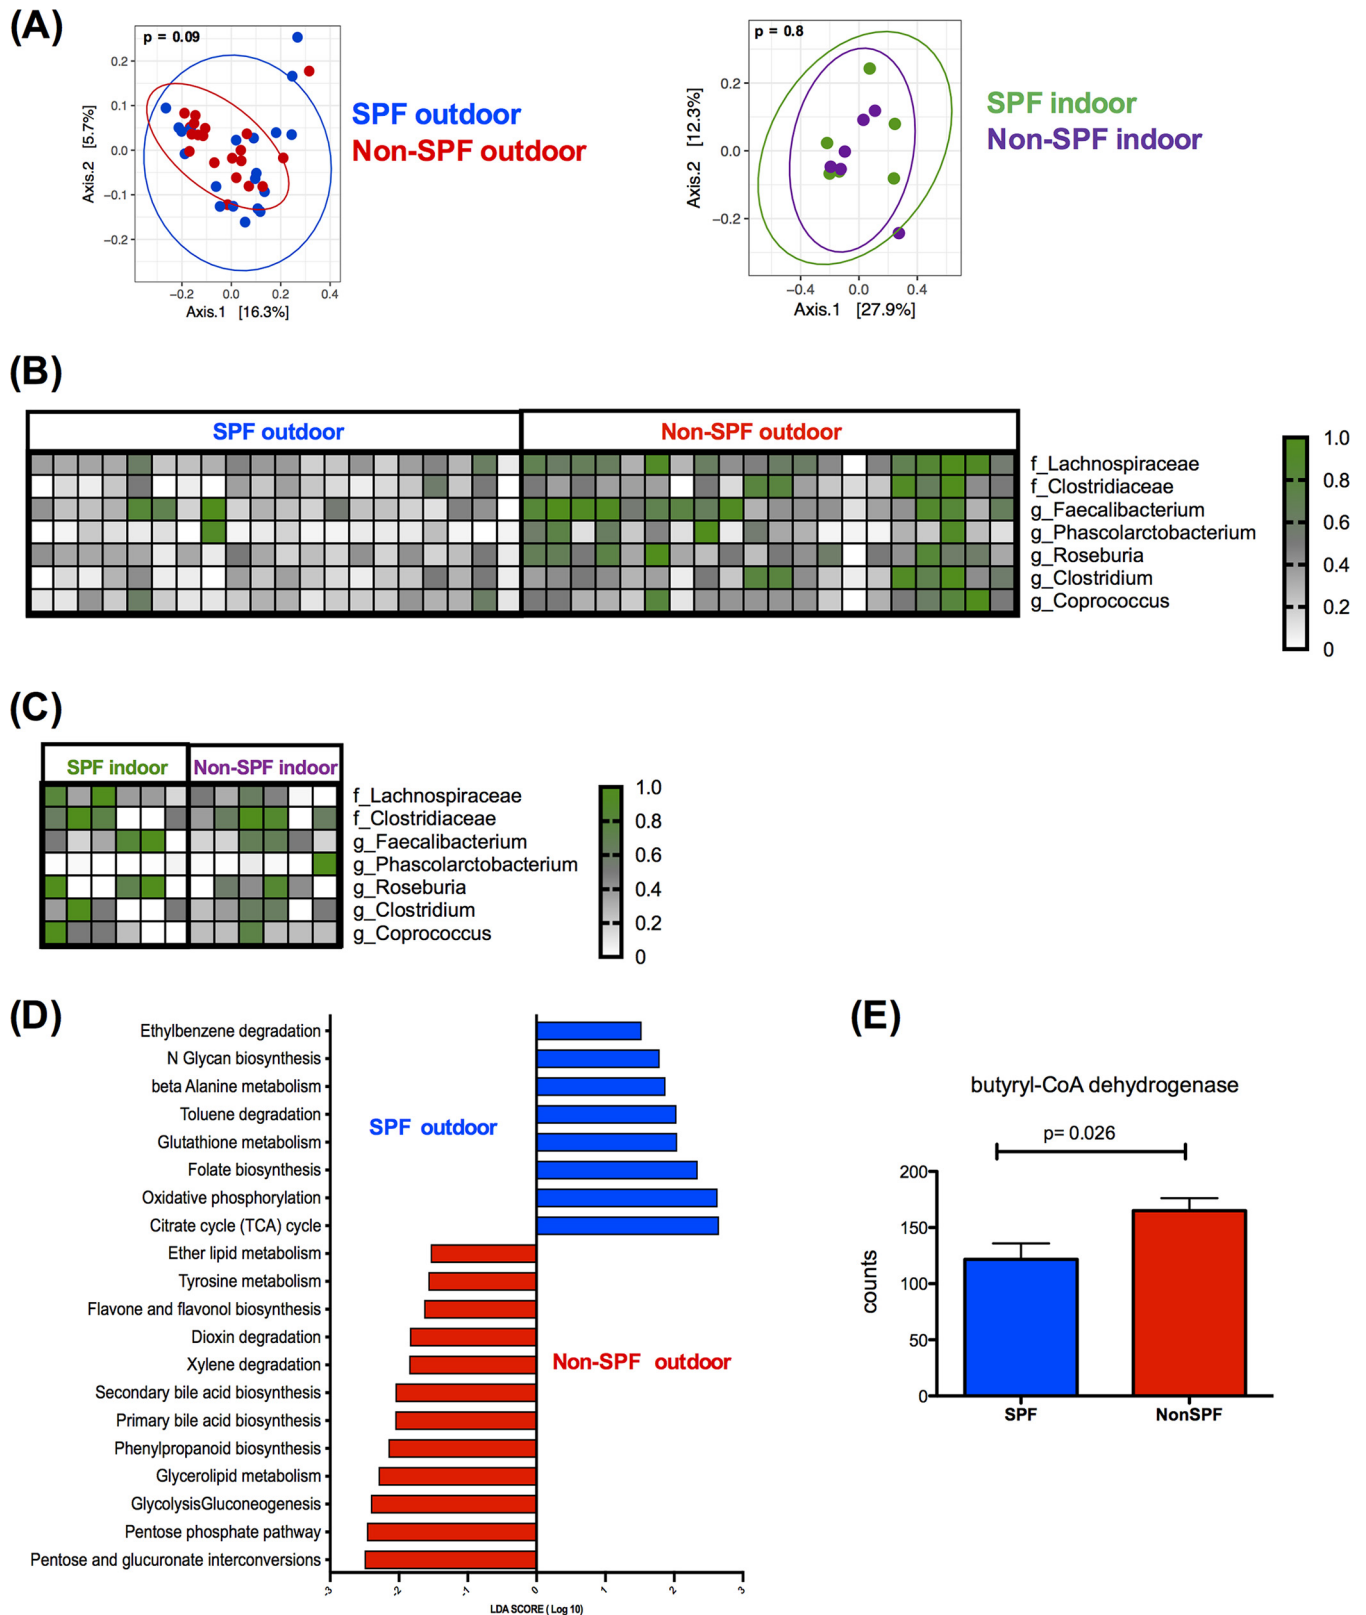 (A)
p = 0.09
0.2
0.1
0.0
−0.1
−0.2
Axis.2 [5.7%]
−0.2 0.0 0.2 0.4
Axis.1 [16.3%]
SPF outdoor
Non-SPF outdoor
p = 0.8
0.2
0.0
−0.2
Axis.2 [12.3%]
−0.4 0.0 0.4
Axis.1 [27.9%]
SPF indoor
Non-SPF indoor
(B)
SPF outdoor
Non-SPF outdoor
f_Lachnospiraceae
f_Clostridiaceae
g_Faecalibacterium
g_Phascolarctobacterium
g_Roseburia
g_Clostridium
g_Coprococcus
1.0
0.8
0.6
0.4
0.2
0
(C)
SPF indoor
Non-SPF indoor
f_Lachnospiraceae
f_Clostridiaceae
g_Faecalibacterium
g_Phascolarctobacterium
g_Roseburia
g_Clostridium
g_Coprococcus
1.0
0.8
0.6
0.4
0.2
0
(D)
Ethylbenzene degradation
N Glycan biosynthesis
beta Alanine metabolism
Toluene degradation
Glutathione metabolism
Folate biosynthesis
Oxidative phosphorylation
Citrate cycle (TCA) cycle
Ether lipid metabolism
Tyrosine metabolism
Flavone and flavonol biosynthesis
Dioxin degradation
Xylene degradation
Secondary bile acid biosynthesis
Primary bile acid biosynthesis
Phenylpropanoid biosynthesis
Glycerolipid metabolism
GlycolysisGluconeogenesis
Pentose phosphate pathway
Pentose and glucuronate interconversions
SPF outdoor
Non-SPF outdoor
-3 -2 -1 0 1 2 3
LDA SCORE ( Log 10)
(E)
butyryl-CoA dehydrogenase
p= 0.026
200
150
100
50
0
counts
SPF
NonSPF